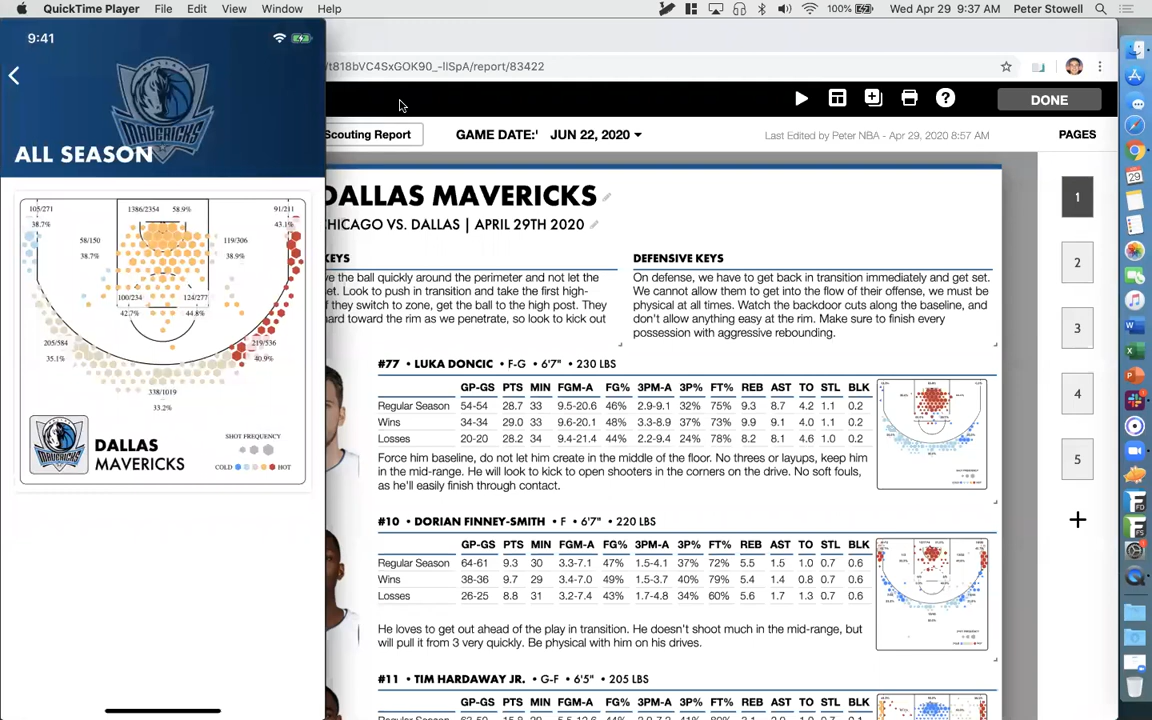 QuickTime Player File Edit View Window Help 100% Wed Apr 29 9:37 AM Peter Stowell
9:41
MAVERICKS
ALL SEASON
105/271 38.7%
1386/2354 58.9%
91/211 43.1%
58/150 38.7%
119/306 38.9%
100/234 42.7%
124/277 44.8%
205/584 35.1%
219/536 40.9%
338/1019 33.2%
DALLAS
MAVERICKS
SHOT FREQUENCY
COLD HOT
/t818bVC4SxGOK90_-IlSpA/report/83422
DONE
Scouting Report GAME DATE:' JUN 22, 2020 Last Edited by Peter NBA - Apr 29, 2020 8:57 AM PAGES
DALLAS MAVERICKS
CHICAGO VS. DALLAS | APRIL 29TH 2020
KEYS
ve the ball quickly around the perimeter and not let the
et. Look to push in transition and take the first high-
f they switch to zone, get the ball to the high post. They
ard toward the rim as we penetrate, so look to kick out
DEFENSIVE KEYS
On defense, we have to get back in transition immediately and get set.
We cannot allow them to get into the flow of their offense, we must be
physical at all times. Watch the backdoor cuts along the baseline, and
don't allow anything easy at the rim. Make sure to finish every
possession with aggressive rebounding.
#77 • LUKA DONCIC • F-G • 6'7" • 230 LBS
GP-GS PTS MIN FGM-A FG% 3PM-A 3P% FT% REB AST TO STL BLK
Regular Season 54-54 28.7 33 9.5-20.6 46% 2.9-9.1 32% 75% 9.3 8.7 4.2 1.1 0.2
Wins 34-34 29.0 33 9.6-20.1 48% 3.3-8.9 37% 73% 9.9 9.1 4.0 1.1 0.2
Losses 20-20 28.2 34 9.4-21.4 44% 2.2-9.4 24% 78% 8.2 8.1 4.6 1.0 0.2
Force him baseline, do not let him create in the middle of the floor. No threes or layups, keep him
in the mid-range. He will look to kick to open shooters in the corners on the drive. No soft fouls,
as he'll easily finish through contact.
#10 • DORIAN FINNEY-SMITH • F • 6'7" • 220 LBS
GP-GS PTS MIN FGM-A FG% 3PM-A 3P% FT% REB AST TO STL BLK
Regular Season 64-61 9.3 30 3.3-7.1 47% 1.5-4.1 37% 72% 5.5 1.5 1.0 0.7 0.6
Wins 38-36 9.7 29 3.4-7.0 49% 1.5-3.7 40% 79% 5.4 1.4 0.8 0.7 0.6
Losses 26-25 8.8 31 3.2-7.4 43% 1.7-4.8 34% 60% 5.6 1.7 1.3 0.7 0.6
He loves to get out ahead of the play in transition. He doesn't shoot much in the mid-range, but
will pull it from 3 very quickly. Be physical with him on his drives.
#11 • TIM HARDAWAY JR. • G-F • 6'5" • 205 LBS
GP-GS PTS MIN FGM-A FG% 3PM-A 3P% FT% REB AST TO STL BLK
1
2
3
4
5